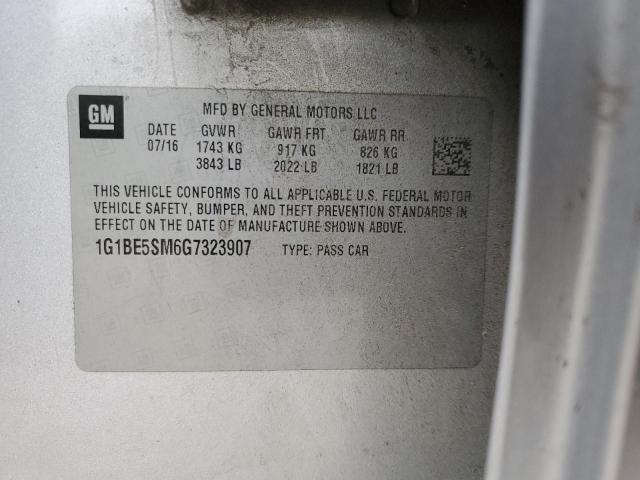 GM
MFD BY GENERAL MOTORS LLC
DATE GVWR GAWR FRT GAWR RR
07/16 1743 KG 917 KG 826 KG
3843 LB 2022 LB 1821 LB
THIS VEHICLE CONFORMS TO ALL APPLICABLE U.S. FEDERAL MOTOR
VEHICLE SAFETY, BUMPER, AND THEFT PREVENTION STANDARDS IN
EFFECT ON THE DATE OF MANUFACTURE SHOWN ABOVE.
1G1BE5SM6G7323907 TYPE: PASS CAR